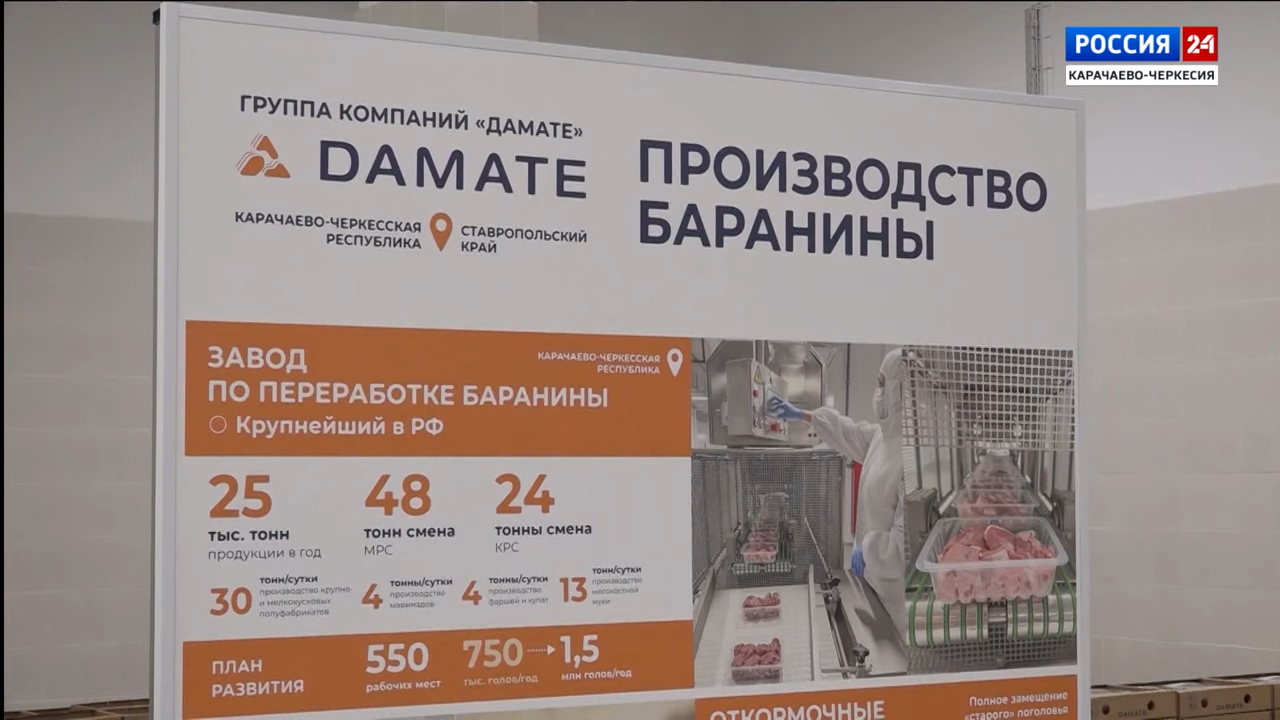 РОССИЯ 24
КАРАЧАЕВО-ЧЕРКЕСИЯ
ГРУППА КОМПАНИЙ «ДАМАТЕ»
DAMATE
КАРАЧАЕВО-ЧЕРКЕССКАЯ
РЕСПУБЛИКА
СТАВРОПОЛЬСКИЙ
КРАЙ
ПРОИЗВОДСТВО
БАРАНИНЫ
ЗАВОД
ПО ПЕРЕРАБОТКЕ БАРАНИНЫ
Крупнейший в РФ
КАРАЧАЕВО-ЧЕРКЕССКАЯ
РЕСПУБЛИКА
25
тыс. тонн
продукции в год
48
тонн смена
МРС
24
тонны смена
КРС
30
тонн/сутки
производство крупно-
и мелкокусковых
полуфабрикатов
4
тонны/сутки
производство
маринадов
4
тонны/сутки
производство
фаршей и купат
13
тонн/сутки
производство
мясокостной
муки
ПЛАН
РАЗВИТИЯ
550
рабочих мест
750
тыс. голов/год
1,5
млн голов/год
ОТКОРМОЧНЫЕ
Полное замещение
«старого» поголовья
DAMATE
DAMATE